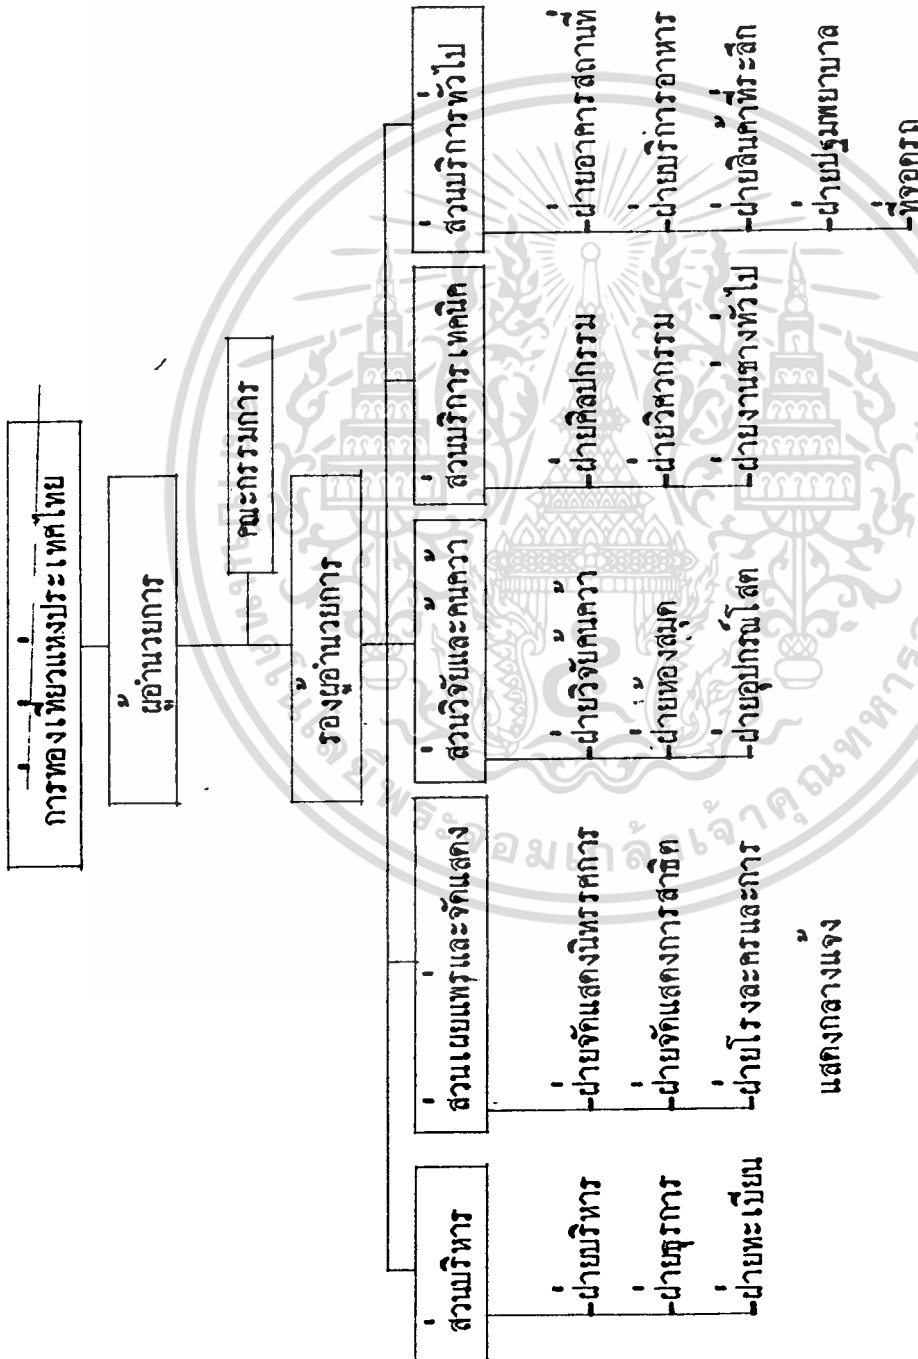 การท่องเที่ยวแห่งประเทศไทย
ผู้อำนวยการ
คณะกรรมการ
รองผู้อำนวยการ
ส่วนบริหาร
-ฝ่ายบริหาร
-ฝ่ายธุรการ
-ฝ่ายทะเบียน
ส่วนเผยแพร่และจัดแสดง
-ฝ่ายจัดแสดงนิทรรศการ
-ฝ่ายจัดแสดงการสาธิต
-ฝ่ายโรงละครและการ
แสดงกลางแจ้ง
ส่วนวิจัยและค้นคว้า
-ฝ่ายวิจัยค้นคว้า
-ฝ่ายห้องสมุด
-ฝ่ายอุปกรณ์โสต
ส่วนบริการเทคนิค
-ฝ่ายศิลปกรรม
-ฝ่ายวิศวกรรม
-ฝ่ายงานช่างทั่วไป
ส่วนบริการทั่วไป
-ฝ่ายอาคารสถานที่
-ฝ่ายบริการอาหาร
-ฝ่ายสินค้าที่ระลึก
-ฝ่ายปฐมพยาบาล
-ที่จอดรถ